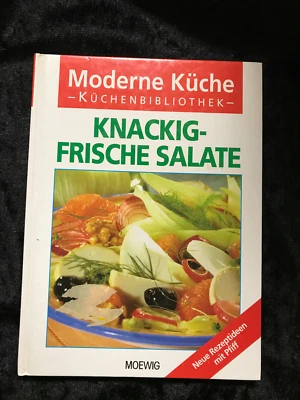 Moderne Küche
–KÜCHENBIBLIOTHEK–
KNACKIG-
FRISCHE SALATE
Neue Rezeptideen
mit Pfiff
MOEWIG